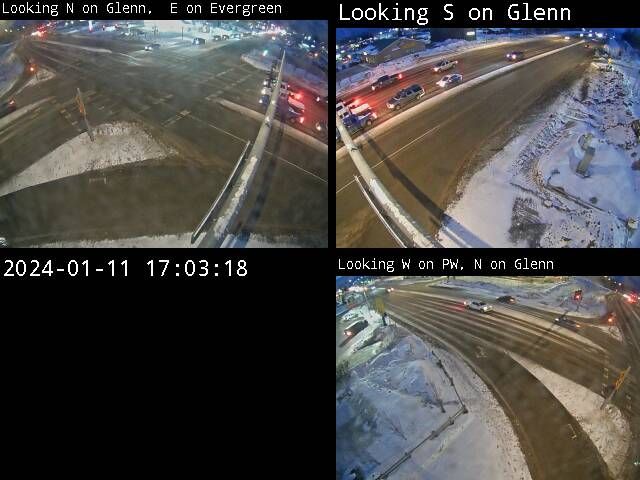 Looking N on Glenn,  E on Evergreen
Looking S on Glenn
2024-01-11 17:03:18
Looking W on PW, N on Glenn